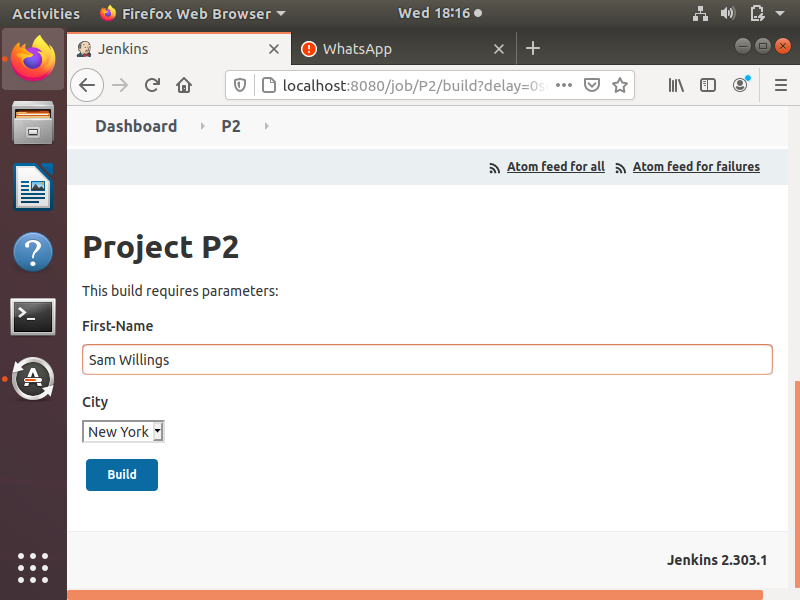 Activities Firefox Web Browser Wed 18:16
Jenkins WhatsApp
localhost:8080/job/P2/build?delay=0s
Dashboard P2
Atom feed for all Atom feed for failures
Project P2
This build requires parameters:
First-Name
Sam Willings
City
New York
Build
Jenkins 2.303.1